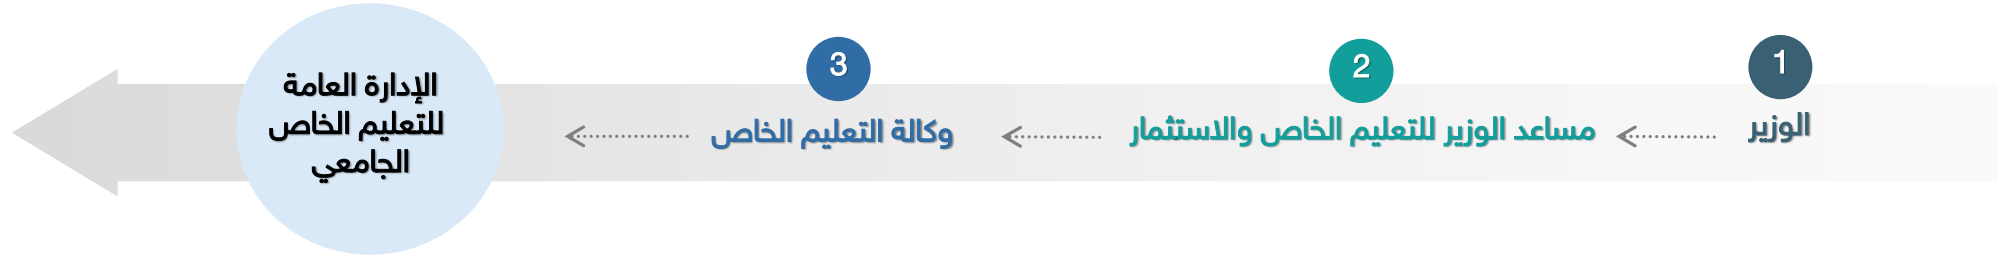 1
الوزير
2
مساعد الوزير للتعليم الخاص والاستثمار
3
وكالة التعليم الخاص
الإدارة العامة
للتعليم الخاص
الجامعي